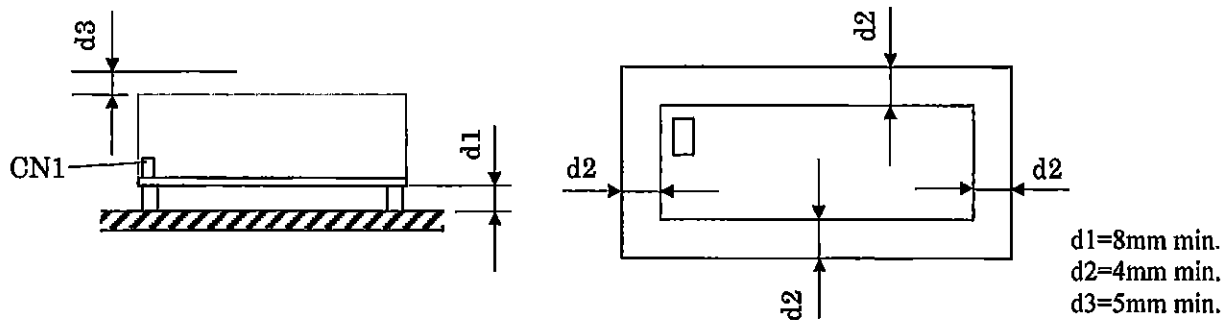 d3
CN1
d1
d2
d2
d2
d2
d1=8mm min.
d2=4mm min.
d3=5mm min.